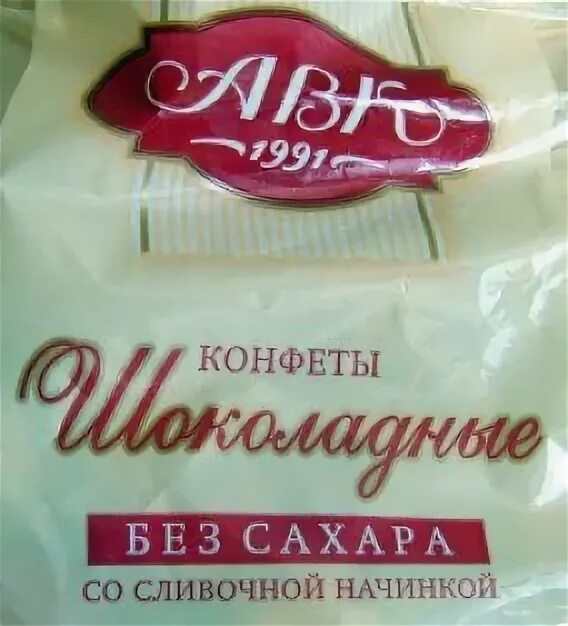 АВК
1991
КОНФЕТЫ
Шоколадные
БЕЗ САХАРА
СО СЛИВОЧНОЙ НАЧИНКОЙ